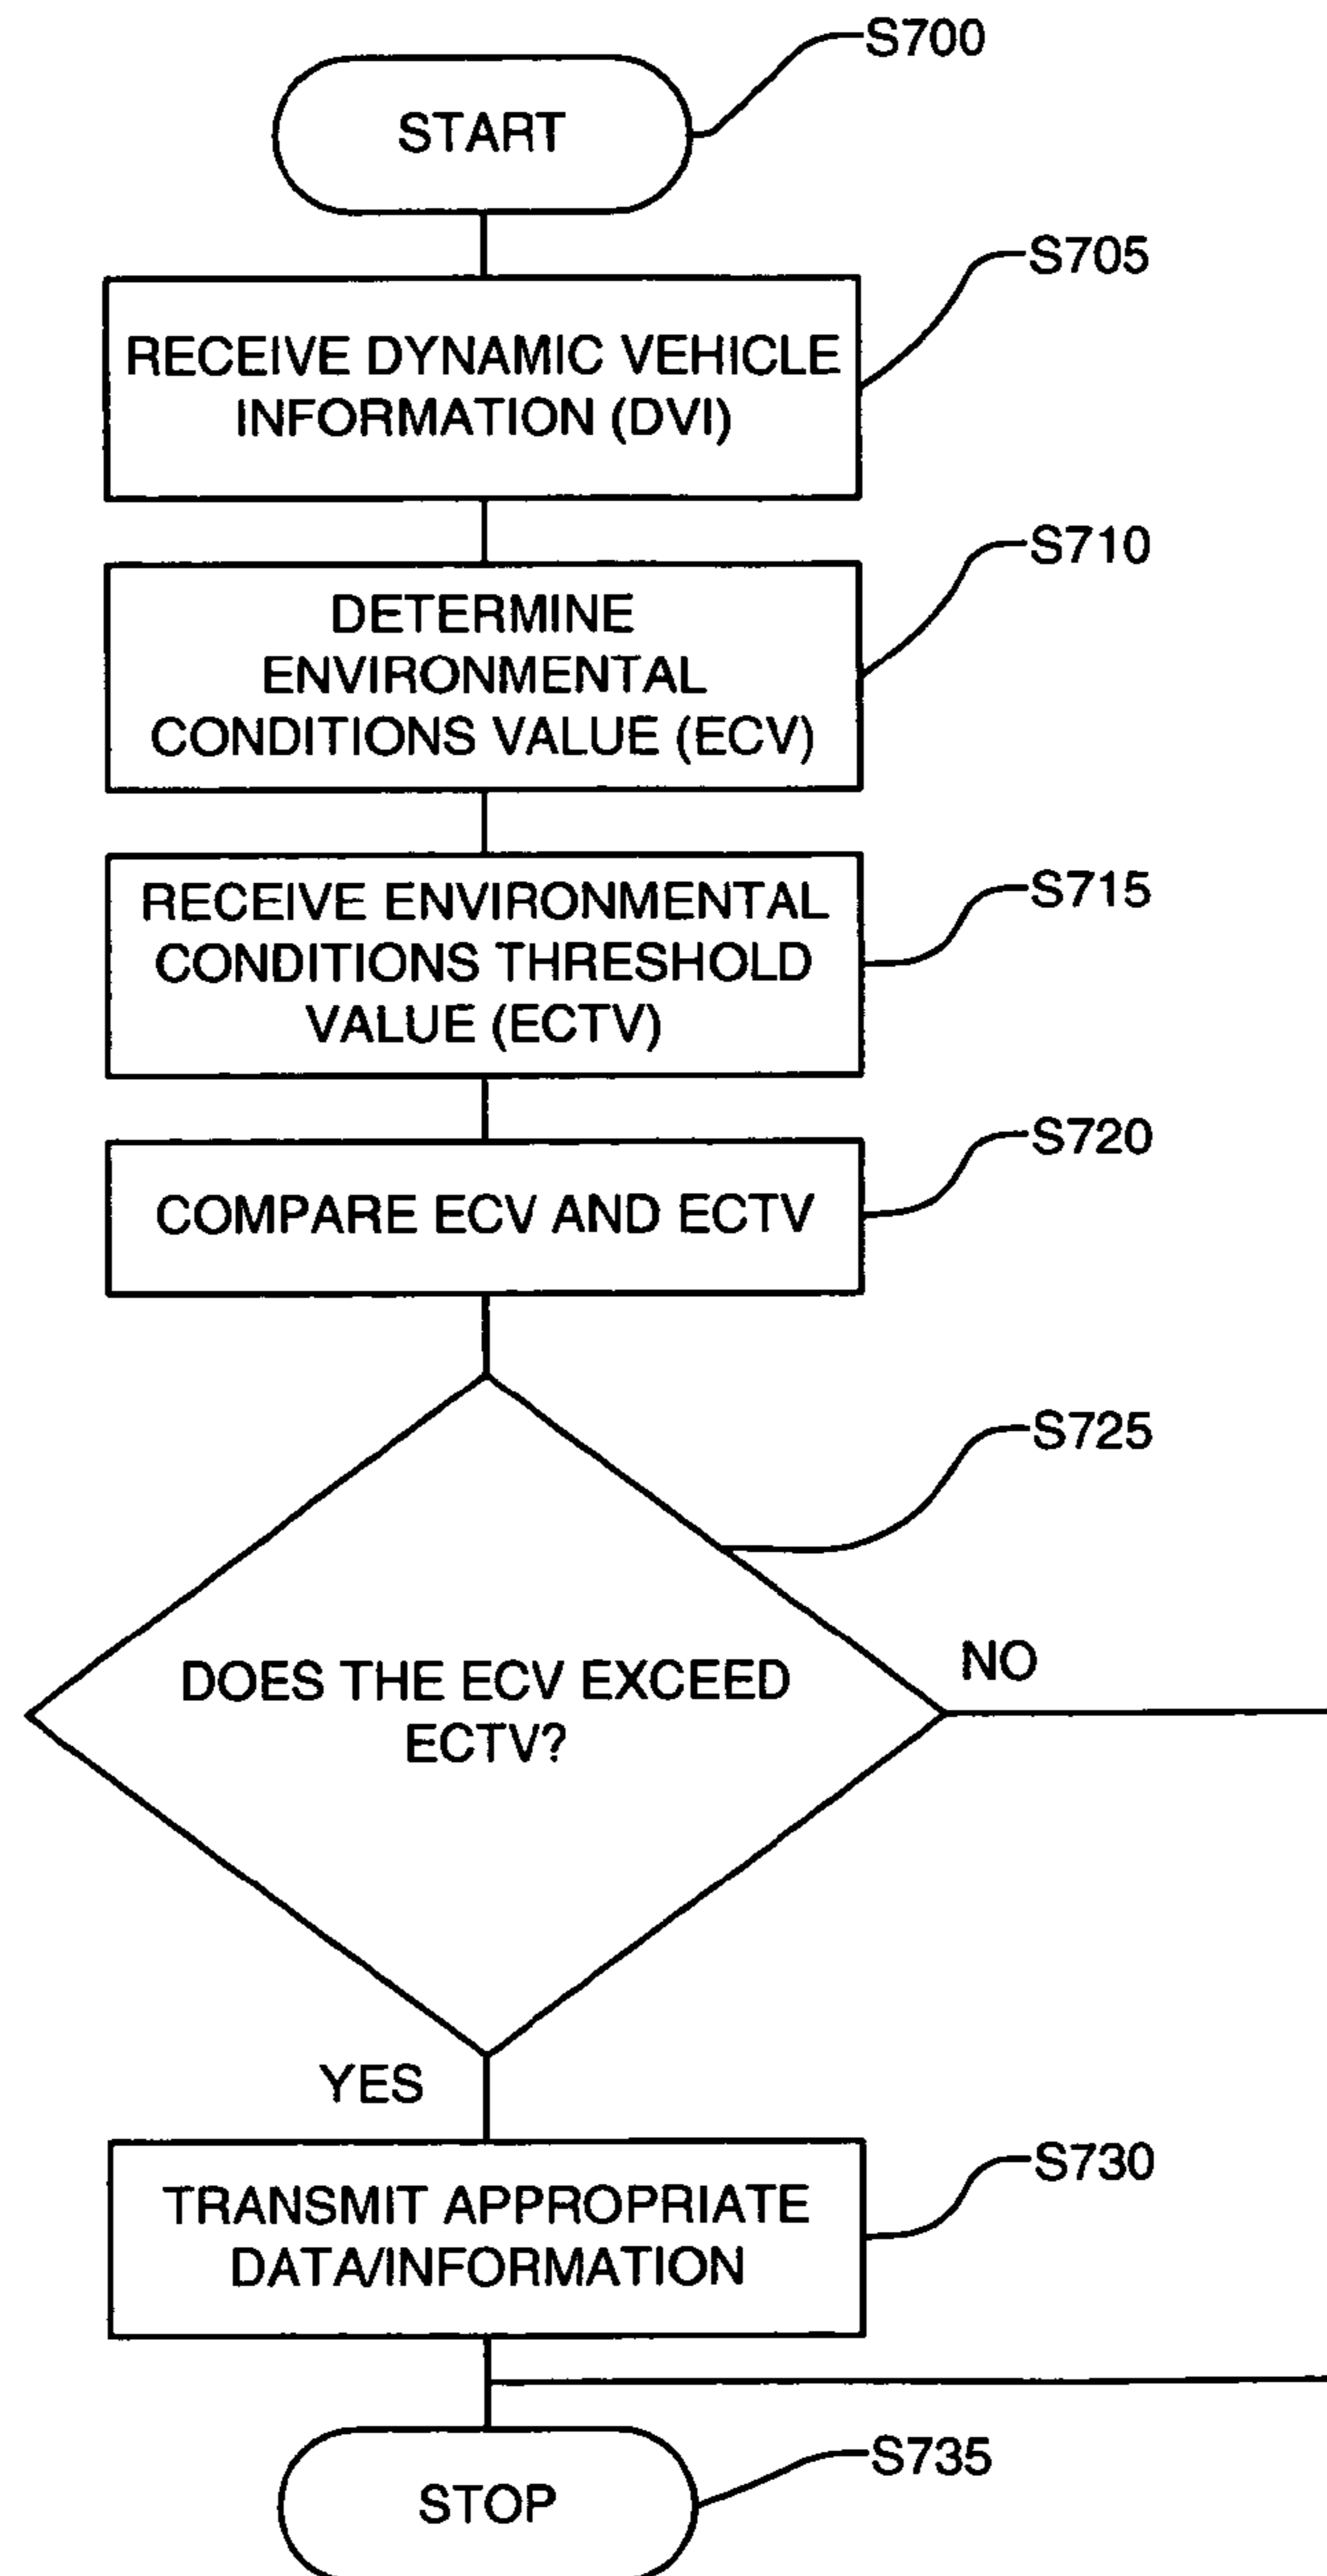 S700
START
S705
RECEIVE DYNAMIC VEHICLE
INFORMATION (DVI)
S710
DETERMINE
ENVIRONMENTAL
CONDITIONS VALUE (ECV)
S715
RECEIVE ENVIRONMENTAL
CONDITIONS THRESHOLD
VALUE (ECTV)
S720
COMPARE ECV AND ECTV
S725
DOES THE ECV EXCEED
ECTV?
NO
YES
S730
TRANSMIT APPROPRIATE
DATA/INFORMATION
S735
STOP